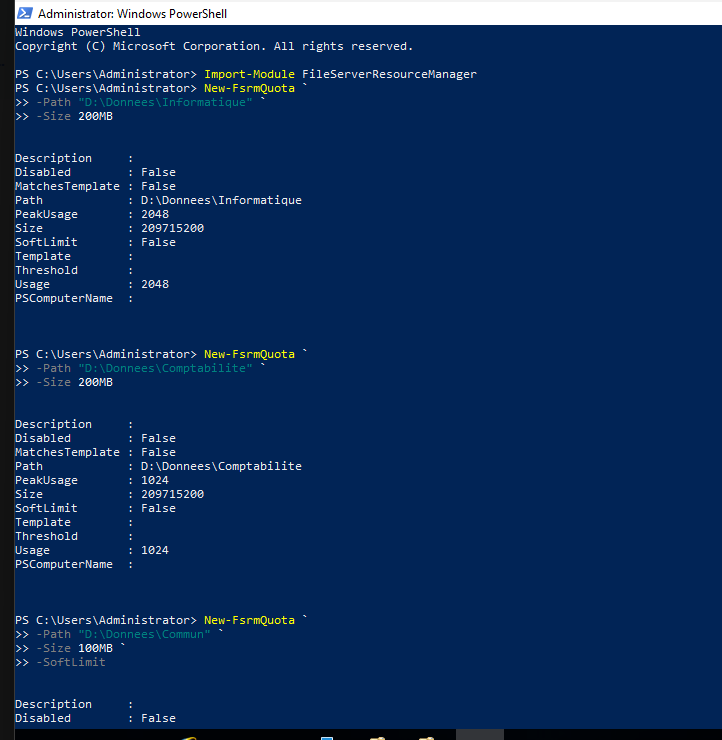 Administrator: Windows PowerShell
Windows PowerShell
Copyright (C) Microsoft Corporation. All rights reserved.
PS C:\Users\Administrator> Import-Module FileServerResourceManager
PS C:\Users\Administrator> New-FsrmQuota `
>> -Path "D:\Donnees\Informatique" `
>> -Size 200MB
Description     :
Disabled        : False
MatchesTemplate : False
Path            : D:\Donnees\Informatique
PeakUsage       : 2048
Size            : 209715200
SoftLimit       : False
Template        :
Threshold       :
Usage           : 2048
PSComputerName  :
PS C:\Users\Administrator> New-FsrmQuota `
>> -Path "D:\Donnees\Comptabilite" `
>> -Size 200MB
Description     :
Disabled        : False
MatchesTemplate : False
Path            : D:\Donnees\Comptabilite
PeakUsage       : 1024
Size            : 209715200
SoftLimit       : False
Template        :
Threshold       :
Usage           : 1024
PSComputerName  :
PS C:\Users\Administrator> New-FsrmQuota `
>> -Path "D:\Donnees\Commun" `
>> -Size 100MB `
>> -SoftLimit
Description     :
Disabled        : False